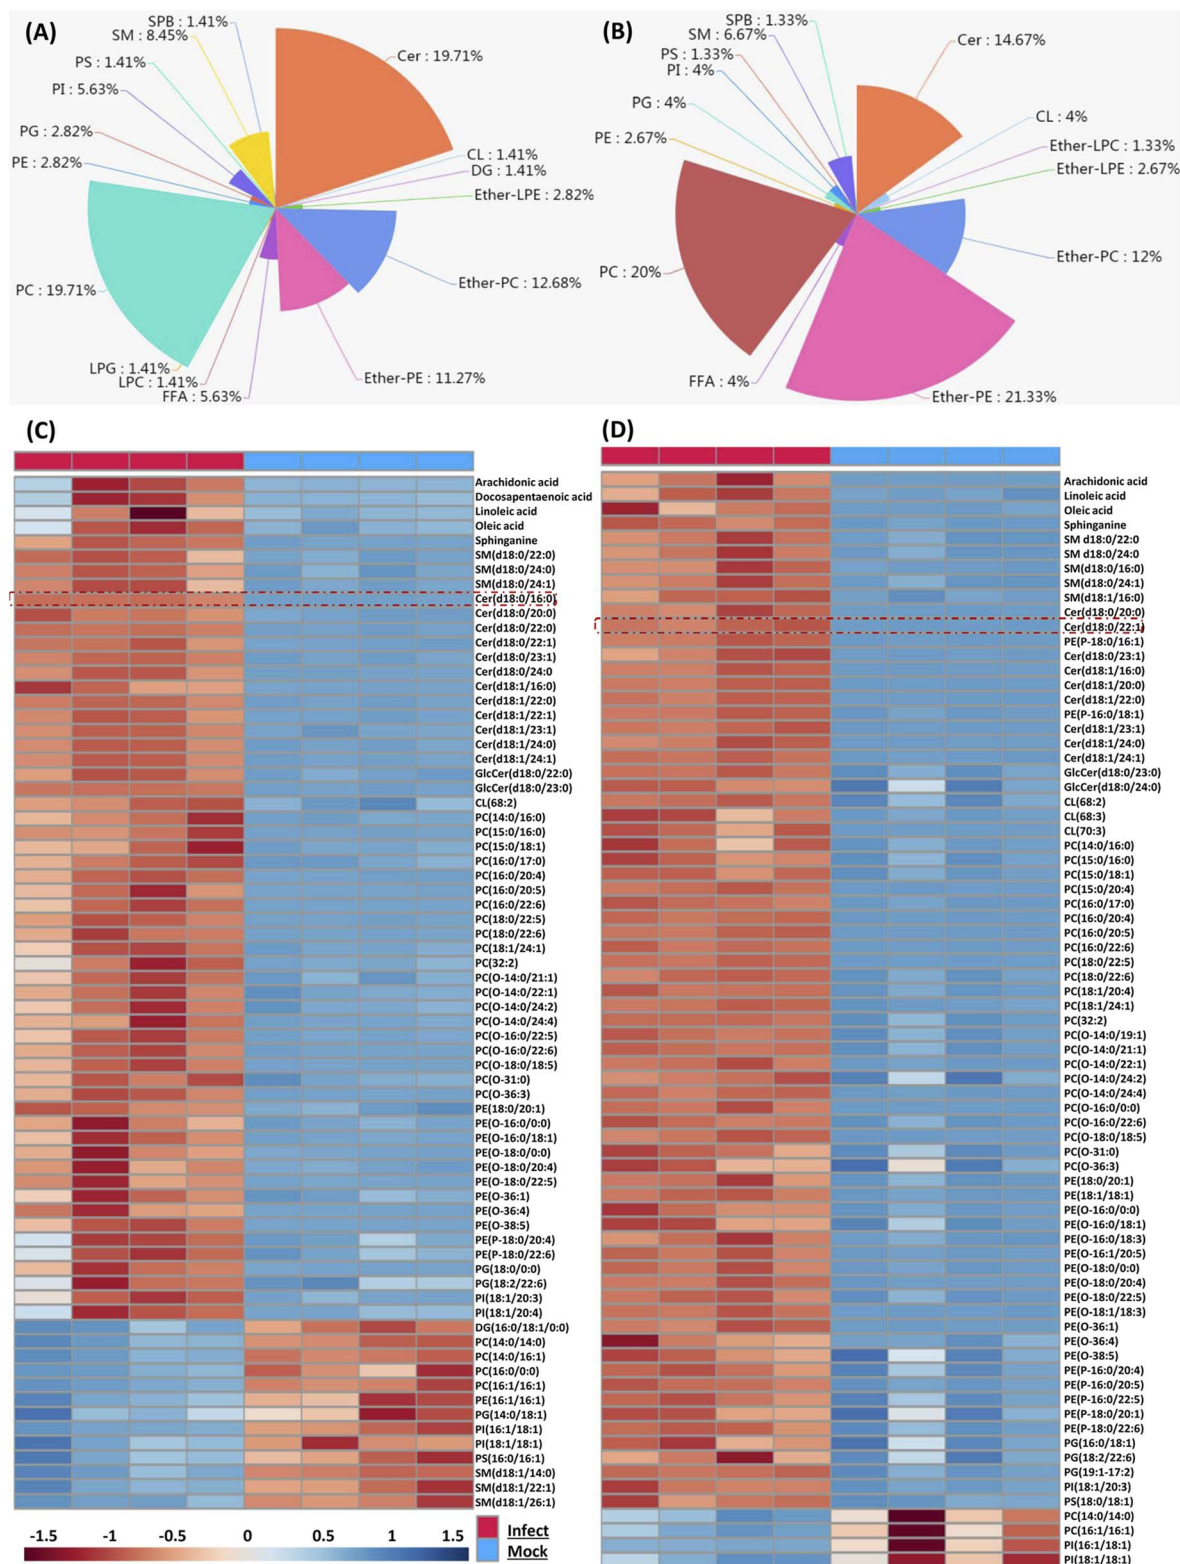 (A)
SPB : 1.41%
SM : 8.45%
PS : 1.41%
PI : 5.63%
PG : 2.82%
PE : 2.82%
PC : 19.71%
LPG : 1.41%
LPC : 1.41%
FFA : 5.63%
Cer : 19.71%
CL : 1.41%
DG : 1.41%
Ether-LPE : 2.82%
Ether-PC : 12.68%
Ether-PE : 11.27%
(B)
SPB : 1.33%
SM : 6.67%
PS : 1.33%
PI : 4%
PG : 4%
PE : 2.67%
PC : 20%
FFA : 4%
Cer : 14.67%
CL : 4%
Ether-LPC : 1.33%
Ether-LPE : 2.67%
Ether-PC : 12%
Ether-PE : 21.33%
(C)
Arachidonic acid
Docosapentaenoic acid
Linoleic acid
Oleic acid
Sphinganine
SM(d18:0/22:0)
SM(d18:0/24:0)
SM(d18:0/24:1)
Cer(d18:0/16:0)
Cer(d18:0/20:0)
Cer(d18:0/22:0)
Cer(d18:0/22:1)
Cer(d18:0/23:1)
Cer(d18:0/24:0
Cer(d18:1/16:0)
Cer(d18:1/22:0)
Cer(d18:1/22:1)
Cer(d18:1/23:1)
Cer(d18:1/24:0)
Cer(d18:1/24:1)
GlcCer(d18:0/22:0)
GlcCer(d18:0/23:0)
CL(68:2)
PC(14:0/16:0)
PC(15:0/16:0)
PC(15:0/18:1)
PC(16:0/17:0)
PC(16:0/20:4)
PC(16:0/20:5)
PC(16:0/22:6)
PC(18:0/22:5)
PC(18:0/22:6)
PC(18:1/24:1)
PC(32:2)
PC(O-14:0/21:1)
PC(O-14:0/22:1)
PC(O-14:0/24:2)
PC(O-14:0/24:4)
PC(O-16:0/22:5)
PC(O-16:0/22:6)
PC(O-18:0/18:5)
PC(O-31:0)
PC(O-36:3)
PE(18:0/20:1)
PE(O-16:0/0:0)
PE(O-16:0/18:1)
PE(O-18:0/0:0)
PE(O-18:0/20:4)
PE(O-18:0/22:5)
PE(O-36:1)
PE(O-36:4)
PE(O-38:5)
PE(P-18:0/20:4)
PE(P-18:0/22:6)
PG(18:0/0:0)
PG(18:2/22:6)
PI(18:1/20:3)
PI(18:1/20:4)
DG(16:0/18:1/0:0)
PC(14:0/14:0)
PC(14:0/16:1)
PC(16:0/0:0)
PC(16:1/16:1)
PE(16:1/16:1)
PG(14:0/18:1)
PI(16:1/18:1)
PI(18:1/18:1)
PS(16:0/16:1)
SM(d18:1/14:0)
SM(d18:1/22:1)
SM(d18:1/26:1)
(D)
Arachidonic acid
Linoleic acid
Oleic acid
Sphinganine
SM d18:0/22:0
SM d18:0/24:0
SM(d18:0/16:0)
SM(d18:0/24:1)
SM(d18:1/16:0)
Cer(d18:0/20:0)
Cer(d18:0/22:1)
PE(P-18:0/16:1)
Cer(d18:0/23:1)
Cer(d18:1/16:0)
Cer(d18:1/20:0)
Cer(d18:1/22:0)
PE(P-16:0/18:1)
Cer(d18:1/23:1)
Cer(d18:1/24:0)
Cer(d18:1/24:1)
GlcCer(d18:0/23:0)
GlcCer(d18:0/24:0)
CL(68:2)
CL(68:3)
CL(70:3)
PC(14:0/16:0)
PC(15:0/16:0)
PC(15:0/18:1)
PC(15:0/20:4)
PC(16:0/17:0)
PC(16:0/20:4)
PC(16:0/20:5)
PC(16:0/22:6)
PC(18:0/22:5)
PC(18:0/22:6)
PC(18:1/20:4)
PC(18:1/24:1)
PC(32:2)
PC(O-14:0/19:1)
PC(O-14:0/21:1)
PC(O-14:0/22:1)
PC(O-14:0/24:2)
PC(O-14:0/24:4)
PC(O-16:0/0:0)
PC(O-16:0/22:6)
PC(O-18:0/18:5)
PC(O-31:0)
PC(O-36:3)
PE(18:0/20:1)
PE(18:1/18:1)
PE(O-16:0/0:0)
PE(O-16:0/18:1)
PE(O-16:0/18:3)
PE(O-16:1/20:5)
PE(O-18:0/0:0)
PE(O-18:0/20:4)
PE(O-18:0/22:5)
PE(O-18:1/18:3)
PE(O-36:1)
PE(O-36:4)
PE(O-38:5)
PE(P-16:0/20:4)
PE(P-16:0/20:5)
PE(P-16:0/22:5)
PE(P-18:0/20:1)
PE(P-18:0/22:6)
PG(16:0/18:1)
PG(18:2/22:6)
PG(19:1-17:2)
PI(18:1/20:3)
PS(18:0/18:1)
PC(14:0/14:0)
PC(16:1/16:1)
PI(16:1/18:1)
PI(18:1/18:1)
-1.5 -1 -0.5 0 0.5 1 1.5
Infect
Mock